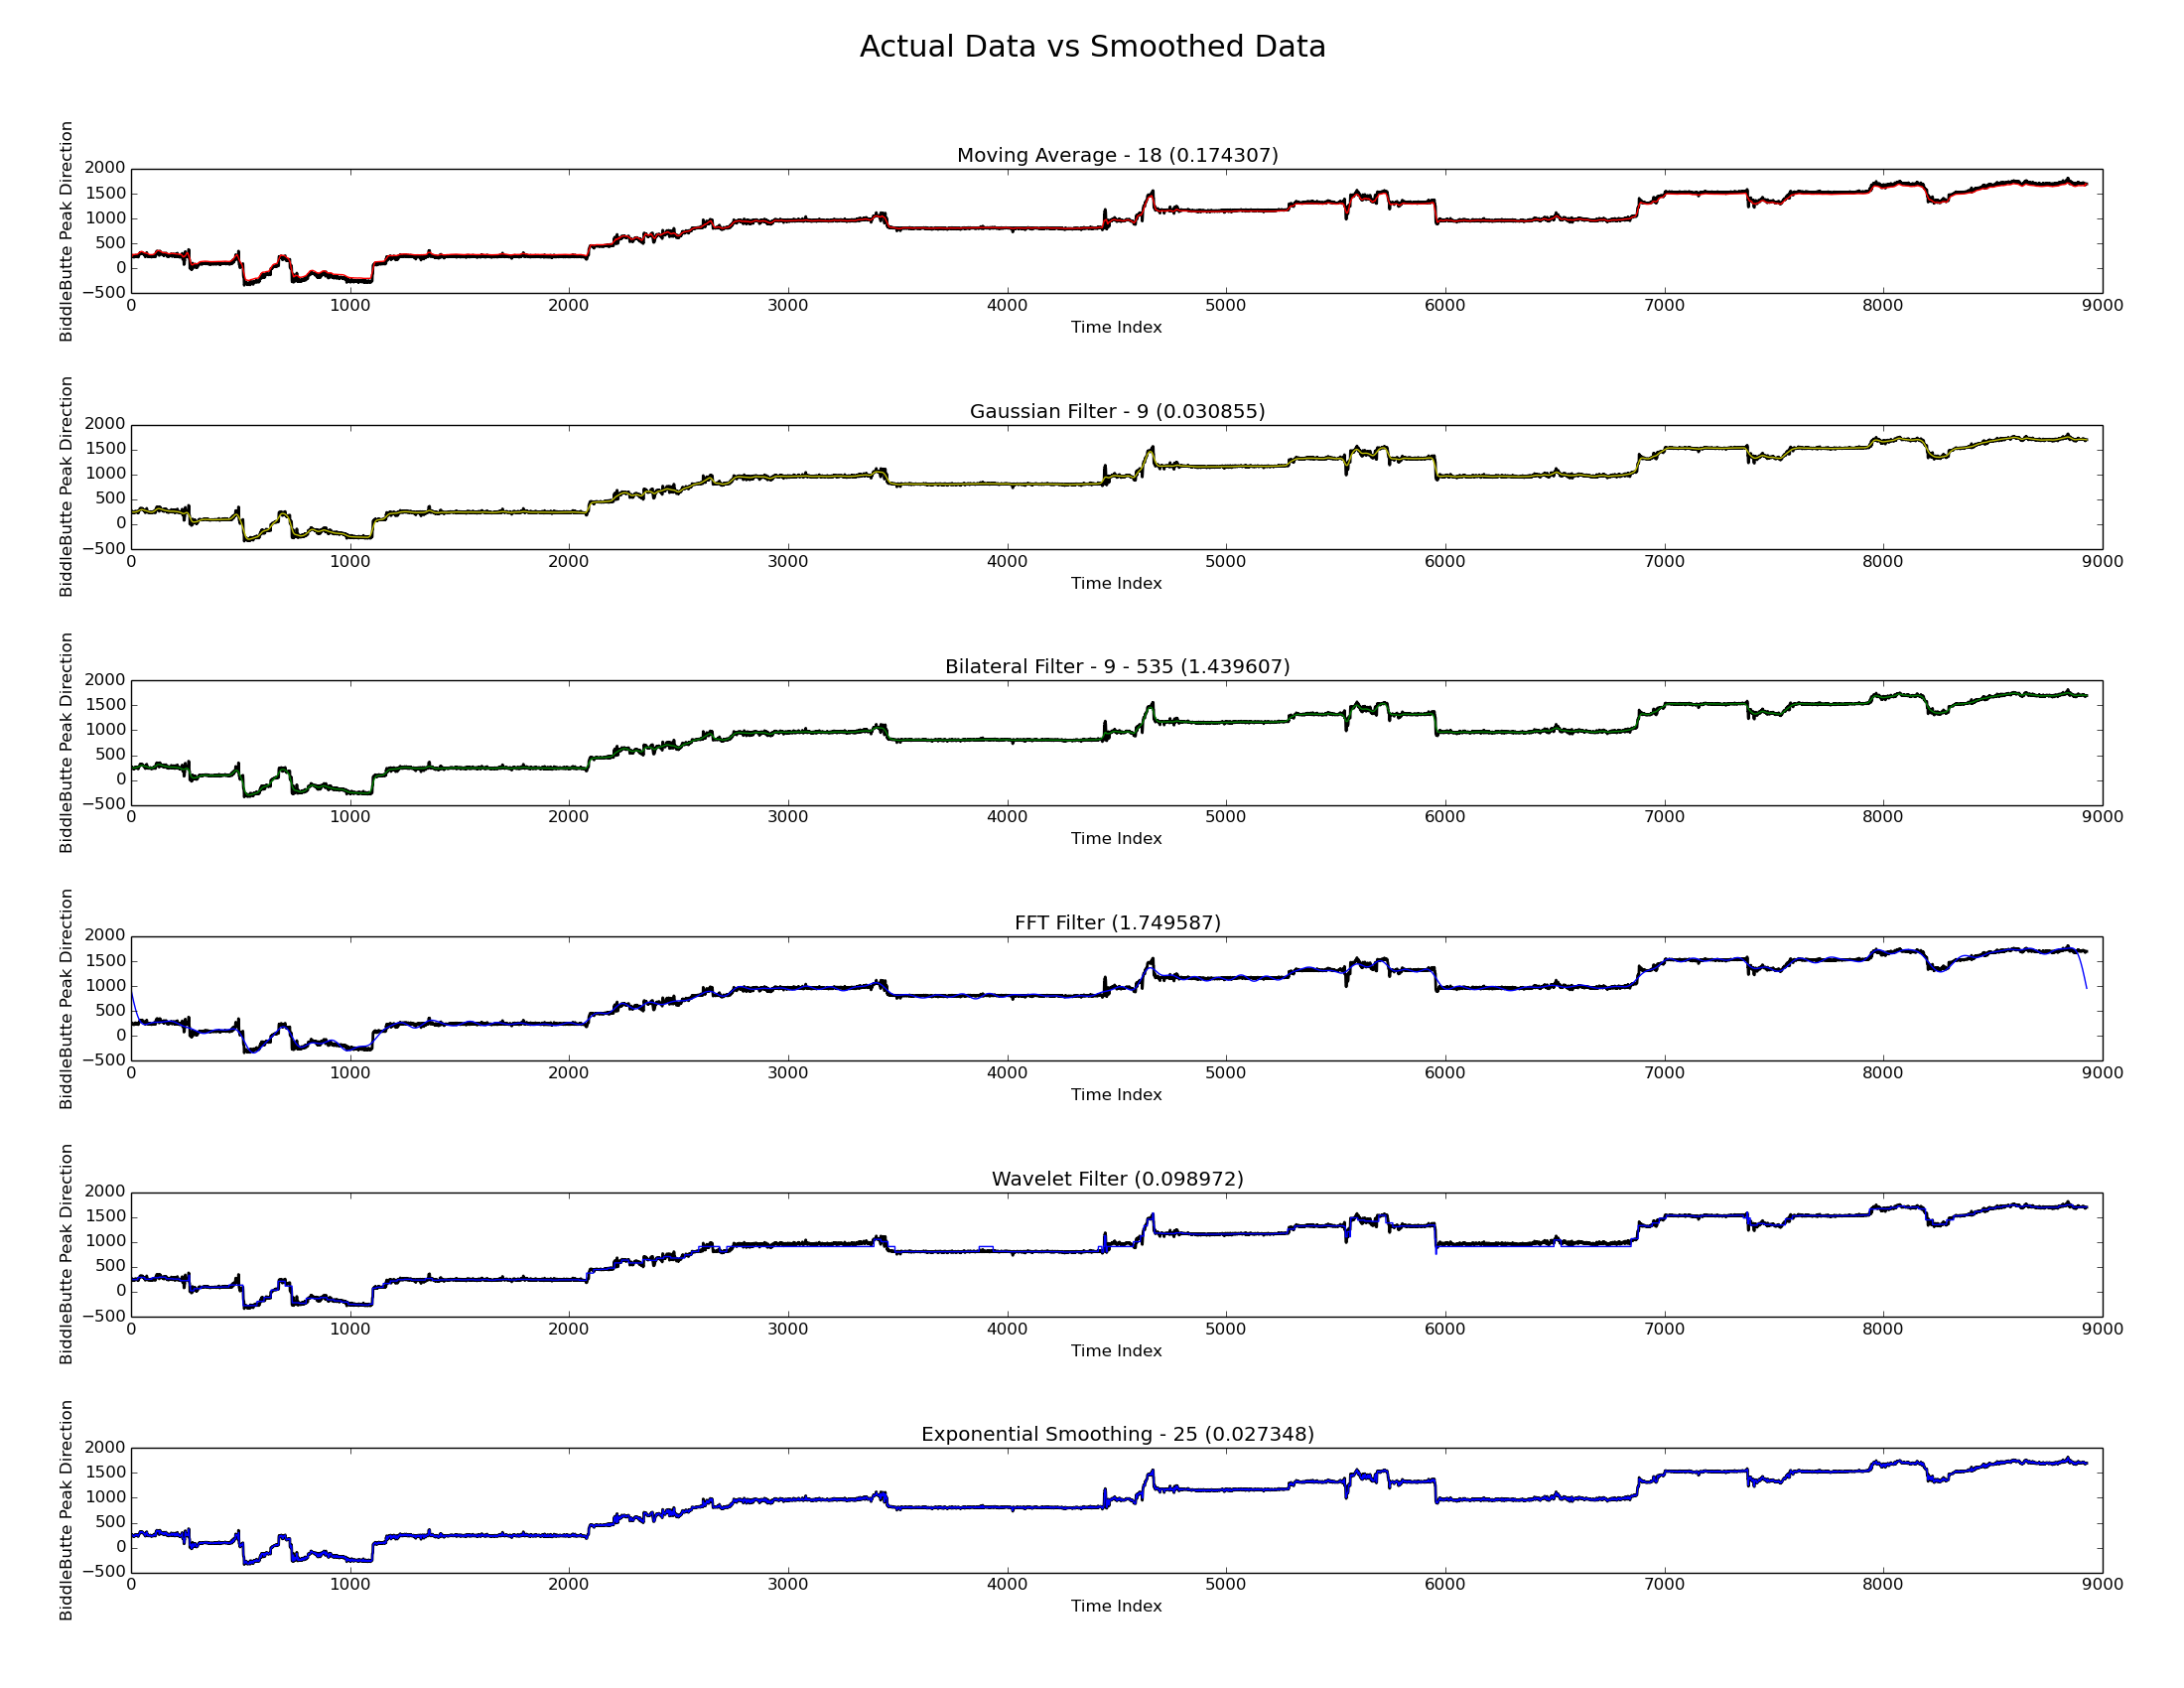 Actual Data vs Smoothed Data
Moving Average - 18 (0.174307)
BiddleButte Peak Direction
2000
1500
1000
500
0
−500
0 1000 2000 3000 4000 5000 6000 7000 8000 9000
Time Index
Gaussian Filter - 9 (0.030855)
BiddleButte Peak Direction
2000
1500
1000
500
0
−500
0 1000 2000 3000 4000 5000 6000 7000 8000 9000
Time Index
Bilateral Filter - 9 - 535 (1.439607)
BiddleButte Peak Direction
2000
1500
1000
500
0
−500
0 1000 2000 3000 4000 5000 6000 7000 8000 9000
Time Index
FFT Filter (1.749587)
BiddleButte Peak Direction
2000
1500
1000
500
0
−500
0 1000 2000 3000 4000 5000 6000 7000 8000 9000
Time Index
Wavelet Filter (0.098972)
BiddleButte Peak Direction
2000
1500
1000
500
0
−500
0 1000 2000 3000 4000 5000 6000 7000 8000 9000
Time Index
Exponential Smoothing - 25 (0.027348)
BiddleButte Peak Direction
2000
1500
1000
500
0
−500
0 1000 2000 3000 4000 5000 6000 7000 8000 9000
Time Index